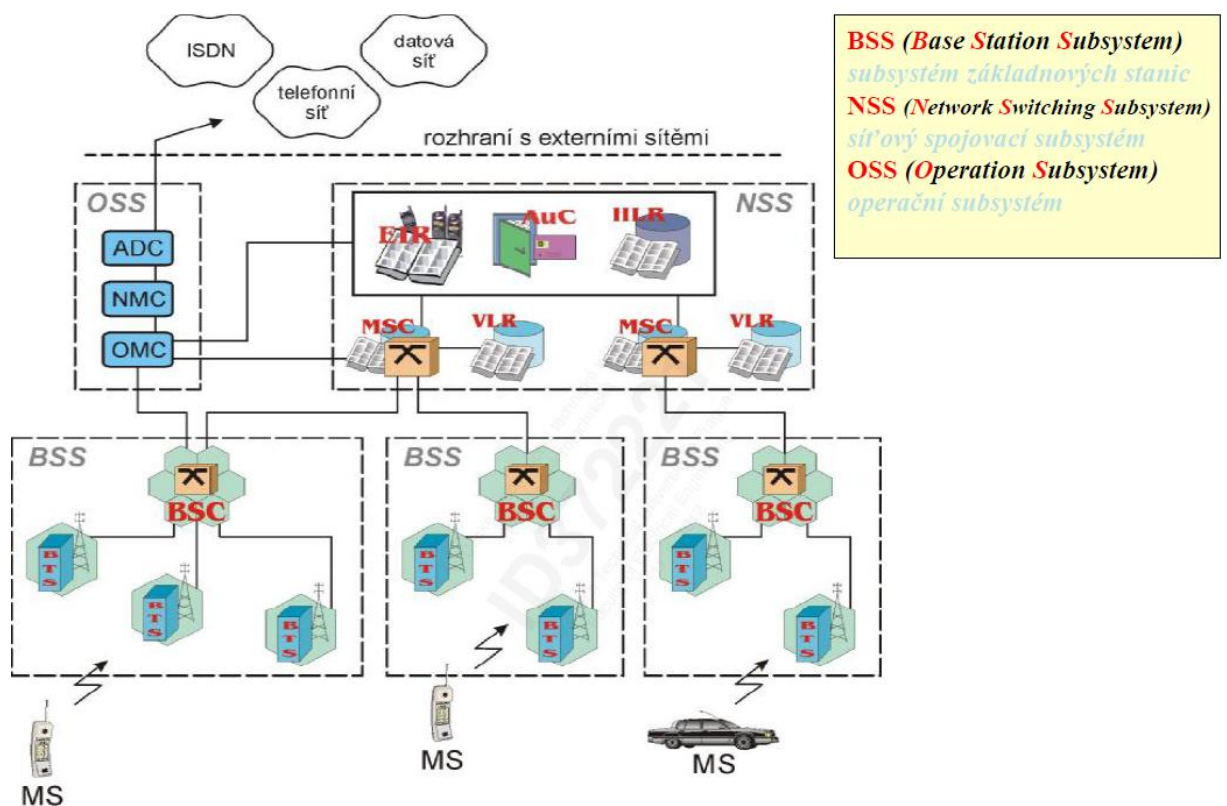 ISDN
datová
síť
telefonní
síť
rozhraní s externími sítěmi
BSS (Base Station Subsystem)
subsystém základnových stanic
NSS (Network Switching Subsystem)
síťový spojovací subsystém
OSS (Operation Subsystem)
operační subsystém
OSS
NSS
ADC
NMC
OMC
EIR
AuC
HLR
MSC
VLR
MSC
VLR
BSS
BSC
BTS
BTS
BTS
BSS
BSC
BTS
BTS
BSS
BSC
BTS
BTS
MS
MS
MS